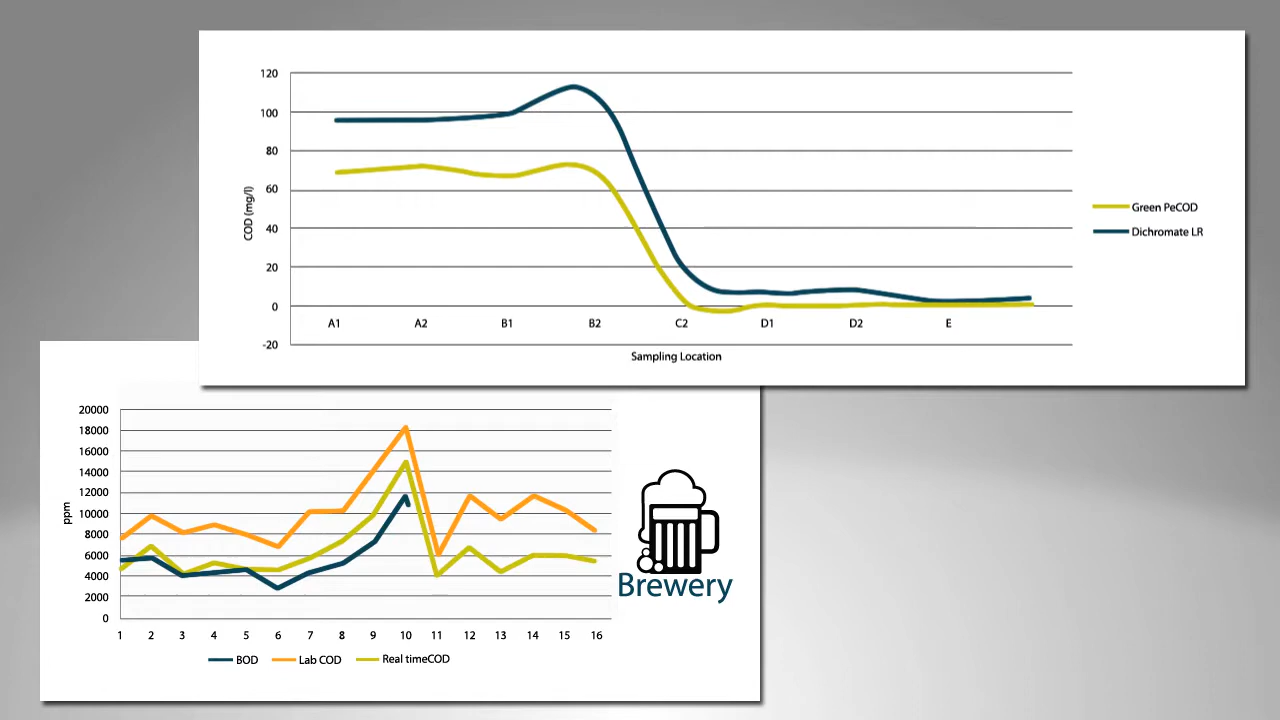 120
100
80
60
40
20
0
-20
COD (mg/l)
A1 A2 B1 B2 C2 D1 D2 E
Sampling Location
Green PeCOD
Dichromate LR
20000
18000
16000
14000
12000
10000
8000
6000
4000
2000
0
ppm
1 2 3 4 5 6 7 8 9 10 11 12 13 14 15 16
BOD Lab COD Real timeCOD
Brewery